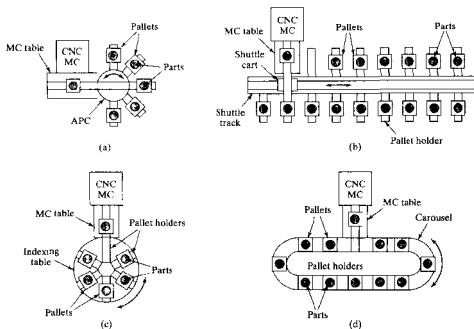 CNC
MC
MC table
Pallets
Parts
APC
(a)
CNC
MC
MC table
Shuttle
cart
Pallets
Parts
Shuttle
track
Pallet holder
(b)
CNC
MC
MC table
Pallet holders
Indexing
table
Parts
Pallets
(c)
CNC
MC
Pallets
MC table
Carousel
Pallet holders
Parts
(d)